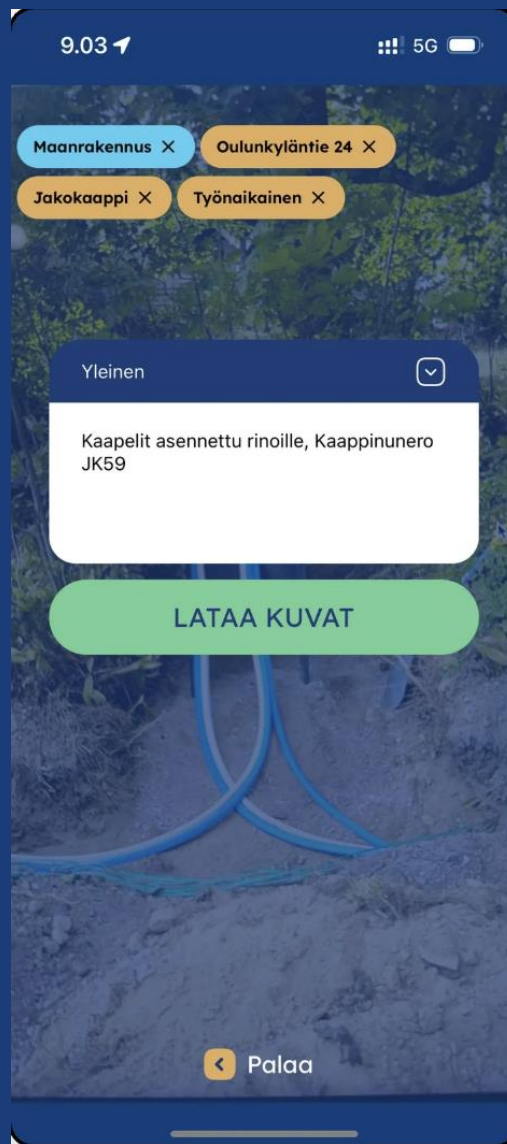 9.03 5G
Maanrakennus X Oulunkyläntie 24 X
Jakokaappi X Työnaikainen X
Yleinen
Kaapelit asennettu rinoille, Kaappinunero
JK59
LATAA KUVAT
Palaa